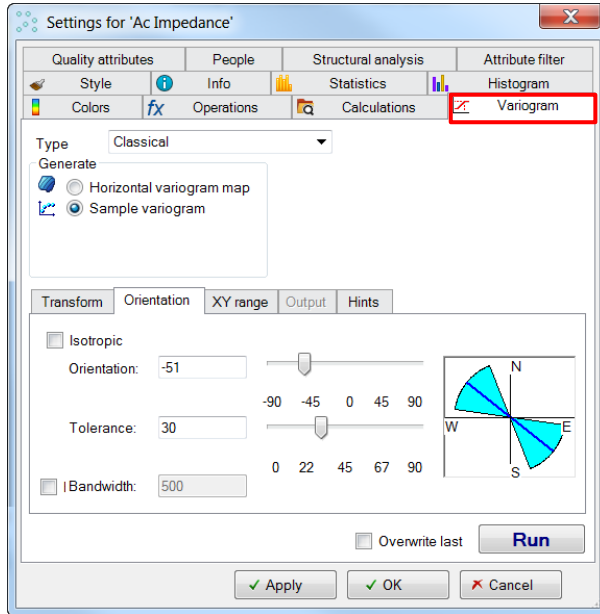 Settings for 'Ac Impedance'
Quality attributes People Structural analysis Attribute filter
Style Info Statistics Histogram
Colors fx Operations Calculations Variogram
Type Classical
Generate
Horizontal variogram map
Sample variogram
Transform Orientation XY range Output Hints
Isotropic
Orientation: -51
-90 -45 0 45 90
Tolerance: 30
0 22 45 67 90
Bandwidth: 500
N
W E
S
Overwrite last Run
Apply OK Cancel